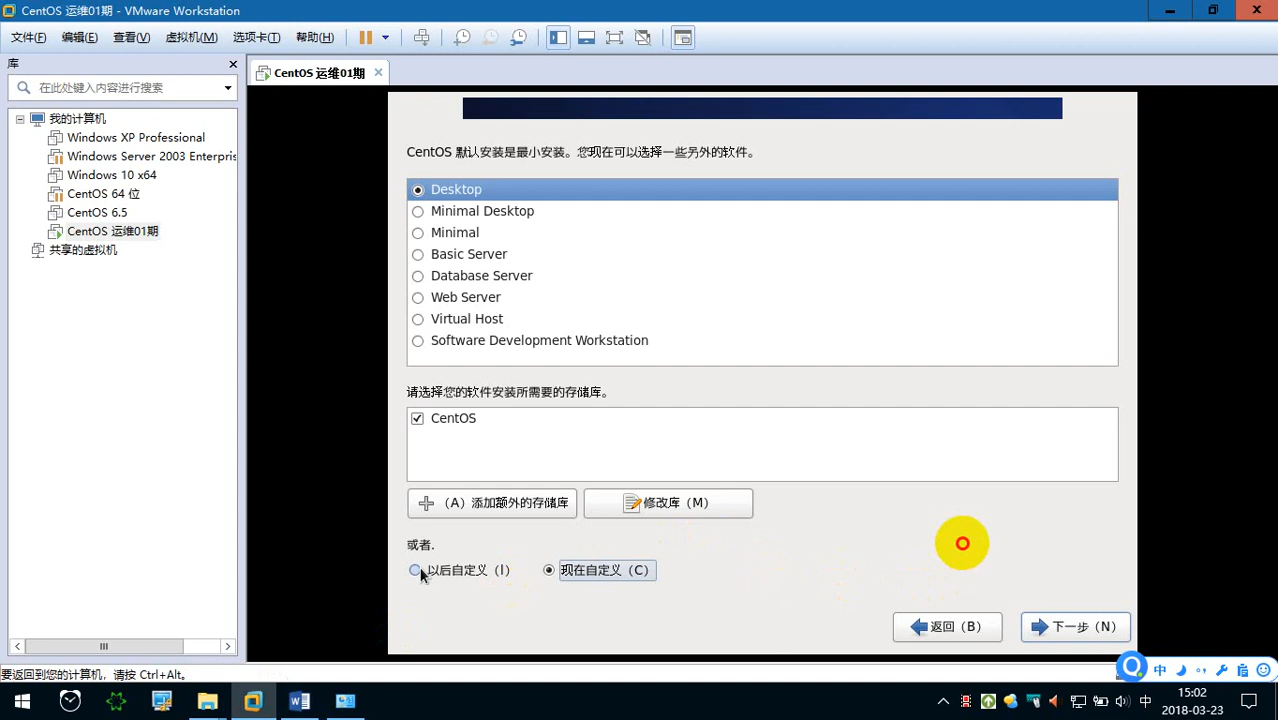 CentOS 运维01期 - VMware Workstation
文件(F) 编辑(E) 查看(V) 虚拟机(M) 选项卡(T) 帮助(H)
库
在此处键入内容进行搜索
我的计算机
Windows XP Professional
Windows Server 2003 Enterpris
Windows 10 x64
CentOS 64 位
CentOS 6.5
CentOS 运维01期
共享的虚拟机
CentOS 运维01期
CentOS 默认安装是最小安装。您现在可以选择一些另外的软件。
Desktop
Minimal Desktop
Minimal
Basic Server
Database Server
Web Server
Virtual Host
Software Development Workstation
请选择您的软件安装所需要的存储库。
CentOS
(A)添加额外的存储库 修改库(M)
或者.
以后自定义(l) 现在自定义(C)
返回(B) 下一步(N)
要返回到您的计算机，请按 Ctrl+Alt。
中
中
15:02
2018-03-23